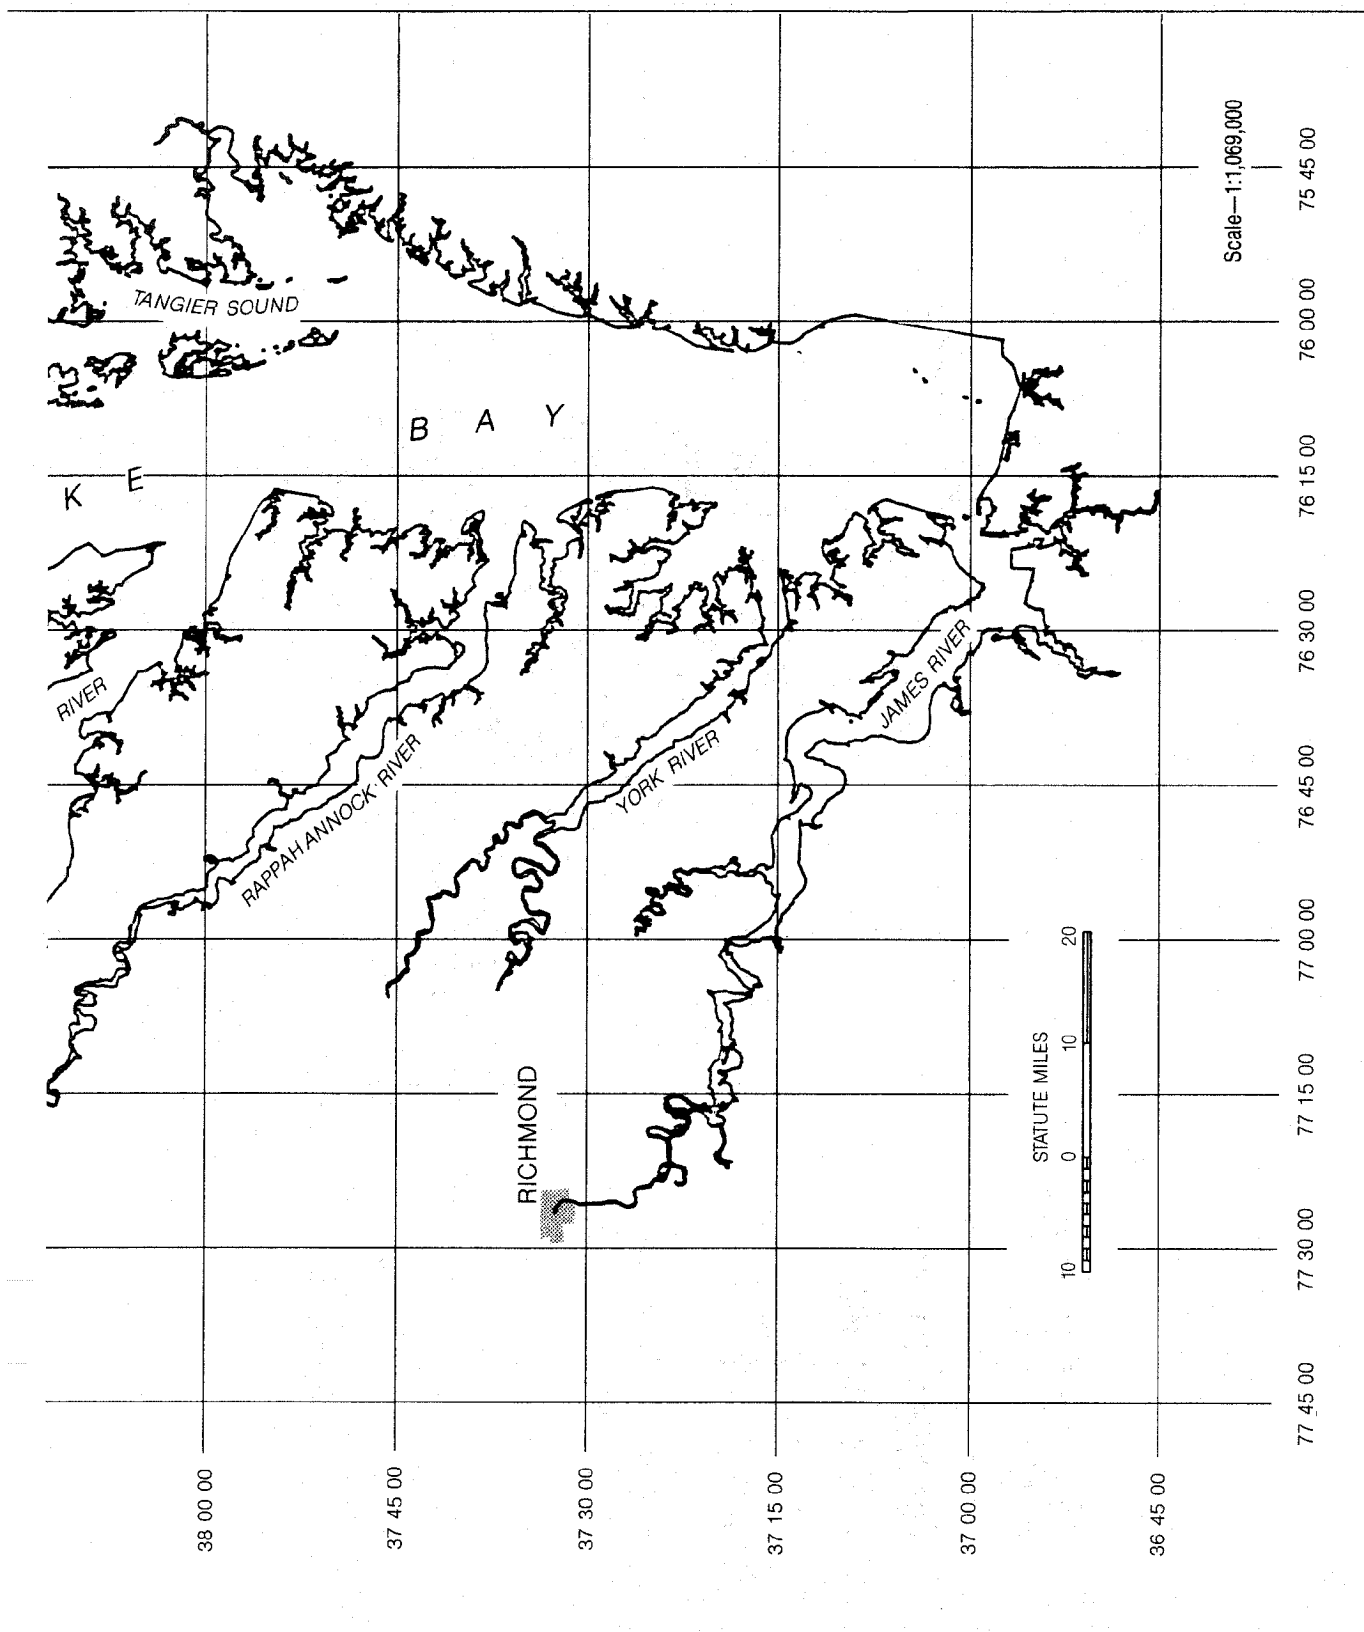 Scale—1:1,069,000
75 45 00
76 00 00
76 15 00
76 30 00
76 45 00
77 00 00
77 15 00
77 30 00
77 45 00
TANGIER SOUND
K E
B A Y
RIVER
RAPPAHANNOCK RIVER
YORK RIVER
JAMES RIVER
RICHMOND
STATUTE MILES
10 0 10 20
38 00 00
37 45 00
37 30 00
37 15 00
37 00 00
36 45 00